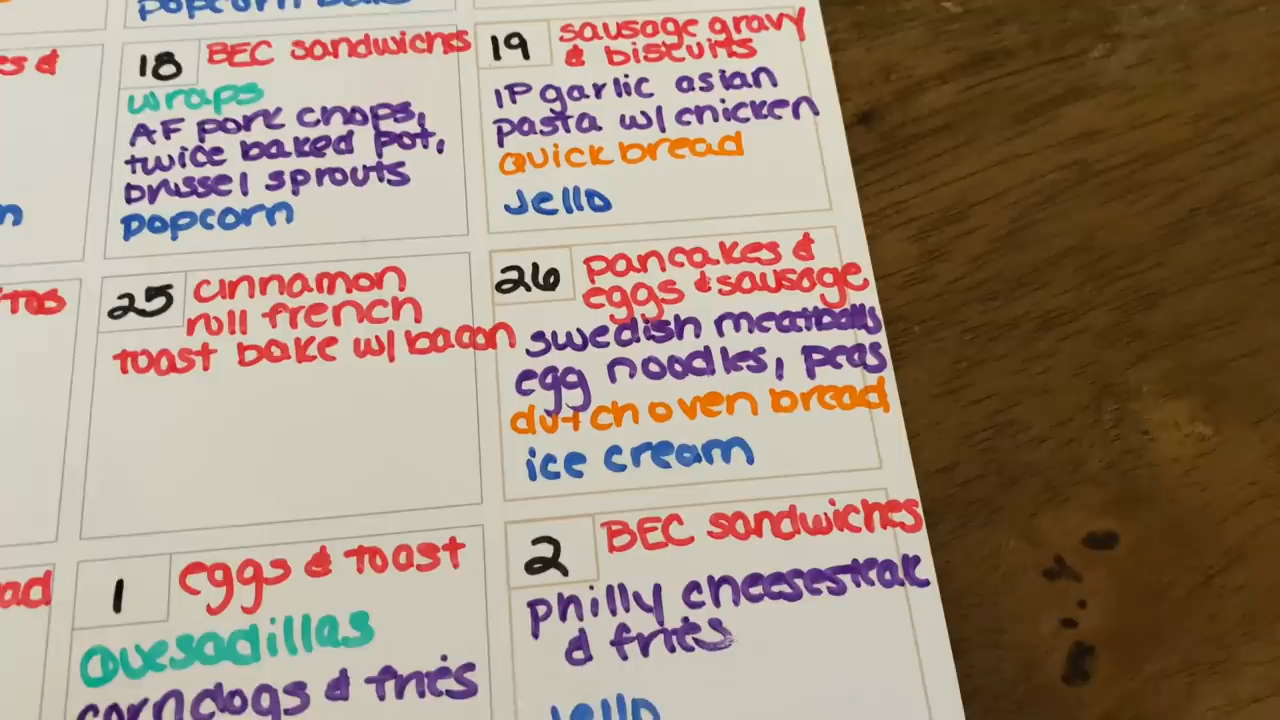 popcorn
18 BEC sandwiches
wraps
AF pork chops,
twice baked pot,
brussel sprouts
popcorn
19 sausage gravy
& biscuits
IP garlic asian
pasta w/ chicken
quick bread
Jello
25 cinnamon
roll french
toast bake w/ bacon
26 pancakes &
eggs & sausage
swedish meatballs
egg noodles, peas
dutch oven bread
ice cream
1 eggs & toast
Quesadillas
corndogs & fries
2 BEC sandwiches
philly cheesesteak
& fries
Jello